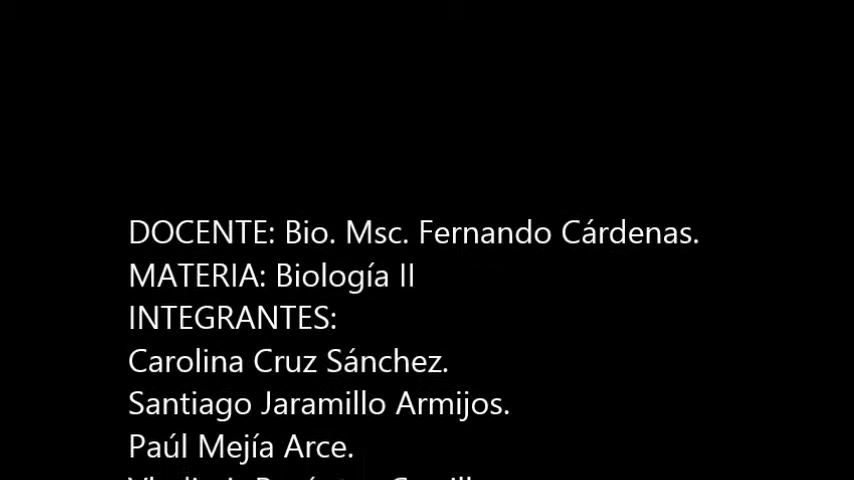 DOCENTE: Bio. Msc. Fernando Cárdenas.
MATERIA: Biología II
INTEGRANTES:
Carolina Cruz Sánchez.
Santiago Jaramillo Armijos.
Paúl Mejía Arce.